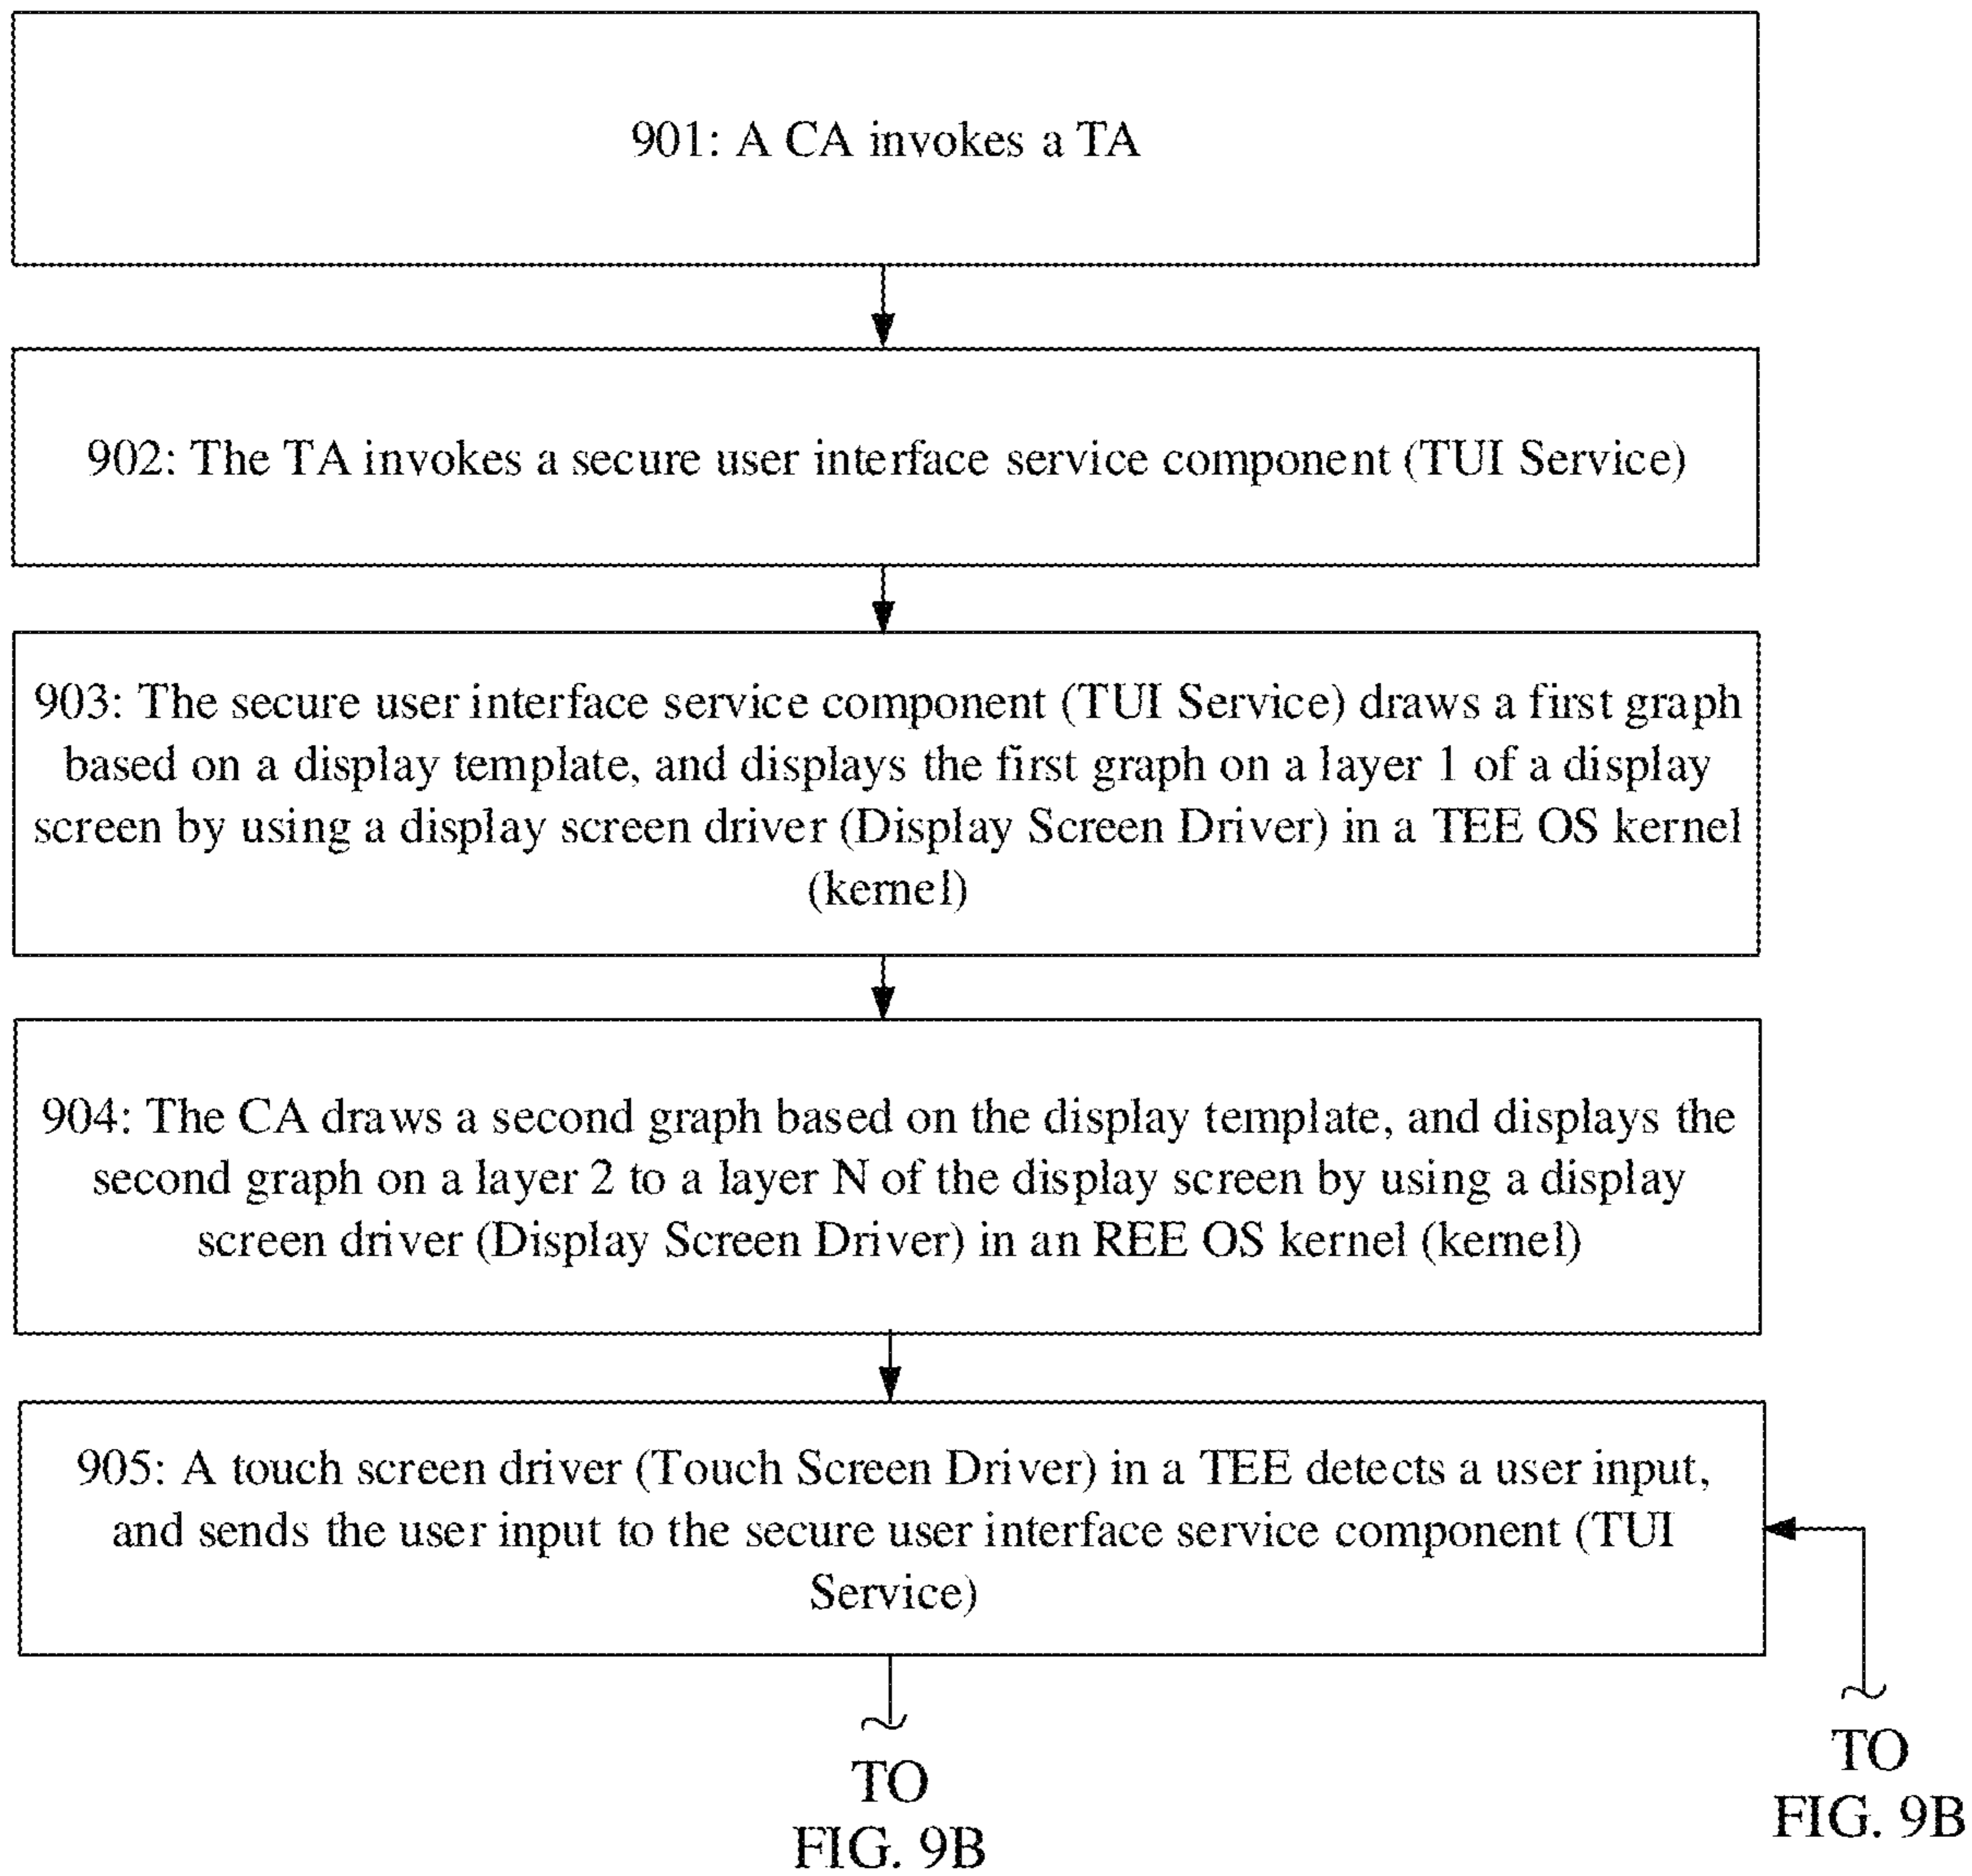 901: A CA invokes a TA
902: The TA invokes a secure user interface service component (TUI Service)
903: The secure user interface service component (TUI Service) draws a first graph
based on a display template, and displays the first graph on a layer 1 of a display
screen by using a display screen driver (Display Screen Driver) in a TEE OS kernel
(kernel)
904: The CA draws a second graph based on the display template, and displays the
second graph on a layer 2 to a layer N of the display screen by using a display
screen driver (Display Screen Driver) in an REE OS kernel (kernel)
905: A touch screen driver (Touch Screen Driver) in a TEE detects a user input,
and sends the user input to the secure user interface service component (TUI
Service)
TO
FIG. 9B
TO
FIG. 9B